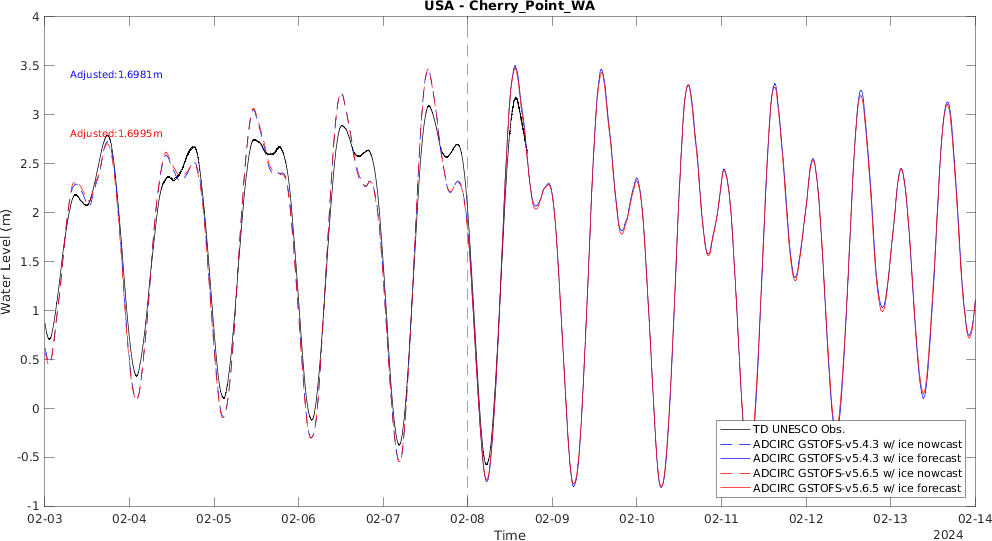 USA - Cherry_Point_WA
4
3.5
3
2.5
2
1.5
1
0.5
0
-0.5
-1
Water Level (m)
Adjusted:1.6981m
Adjusted:1.6995m
TD UNESCO Obs.
ADCIRC GSTOFS-v5.4.3 w/ ice nowcast
ADCIRC GSTOFS-v5.4.3 w/ ice forecast
ADCIRC GSTOFS-v5.6.5 w/ ice nowcast
ADCIRC GSTOFS-v5.6.5 w/ ice forecast
02-03 02-04 02-05 02-06 02-07 02-08 02-09 02-10 02-11 02-12 02-13 02-14
Time
2024